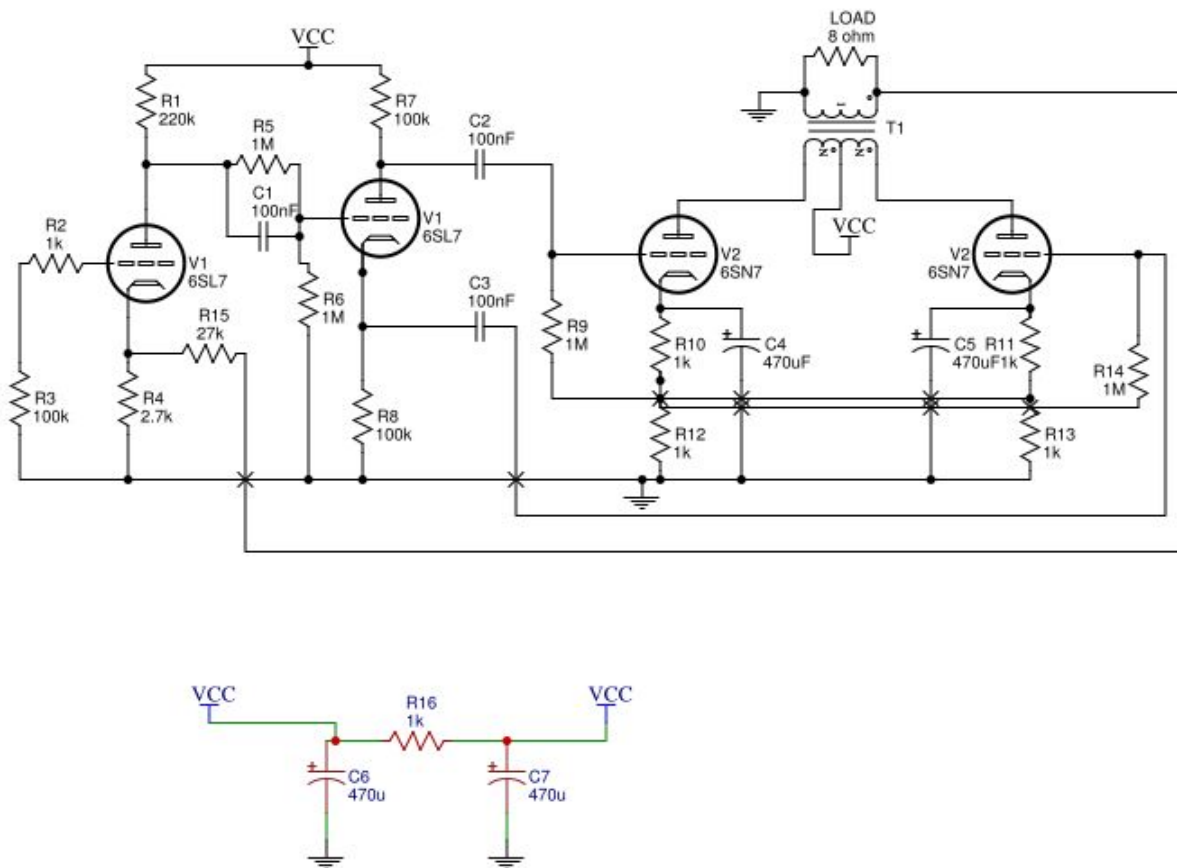 LOAD
8 ohm
VCC
R1
220k
R7
100k
C2
100nF
T1
N
N
R5
1M
C1
100nF
V1
6SL7
VCC
R2
1k
V1
6SL7
V2
6SN7
V2
6SN7
C3
100nF
R15
27k
R6
1M
R9
1M
R10
1k
C4
470uF
C5
470uF
R11
1k
R14
1M
R3
100k
R4
2.7k
R8
100k
R12
1k
R13
1k
VCC
R16
1k
VCC
C6
470u
C7
470u